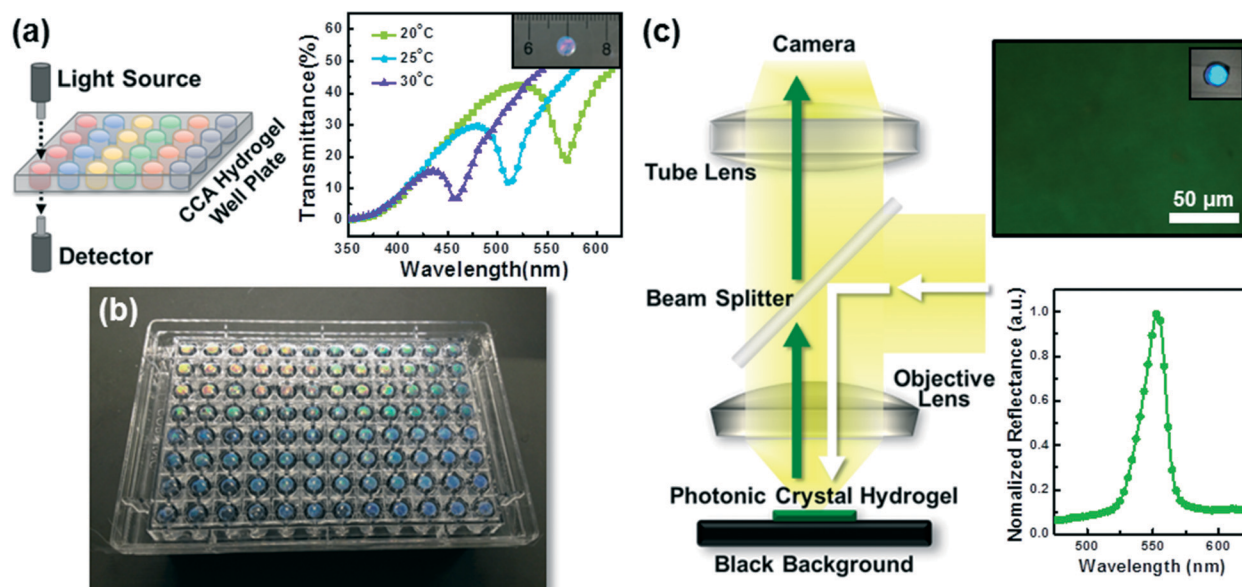 (a)
Light Source
CCA Hydrogel
Well Plate
Detector
Transmittance(%)
60
50
40
30
20
10
0
20°C
25°C
30°C
6
8
350
400
450
500
550
600
Wavelength(nm)
(b)
(c)
Camera
Tube Lens
Beam Splitter
Objective
Lens
Photonic Crystal Hydrogel
Black Background
50 µm
Nomalized Reflectance (a.u.)
1.0
0.8
0.6
0.4
0.2
0.0
500
550
600
Wavelength (nm)